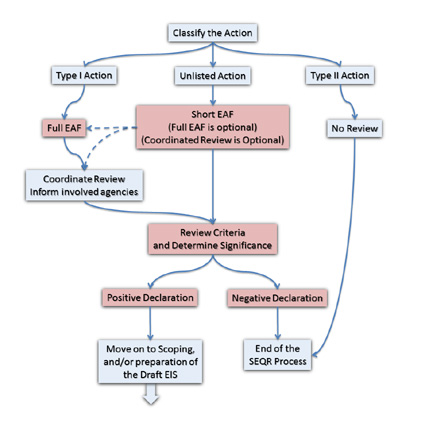 Classify the Action
Type I Action
Unlisted Action
Type II Action
Full EAF
Short EAF
(Full EAF is optional)
(Coordinated Review is Optional)
No Review
Coordinate Review
Inform involved agencies
Review Criteria
and Determine Significance
Positive Declaration
Negative Declaration
Move on to Scoping,
and/or preparation of
the Draft EIS
End of the
SEQR Process